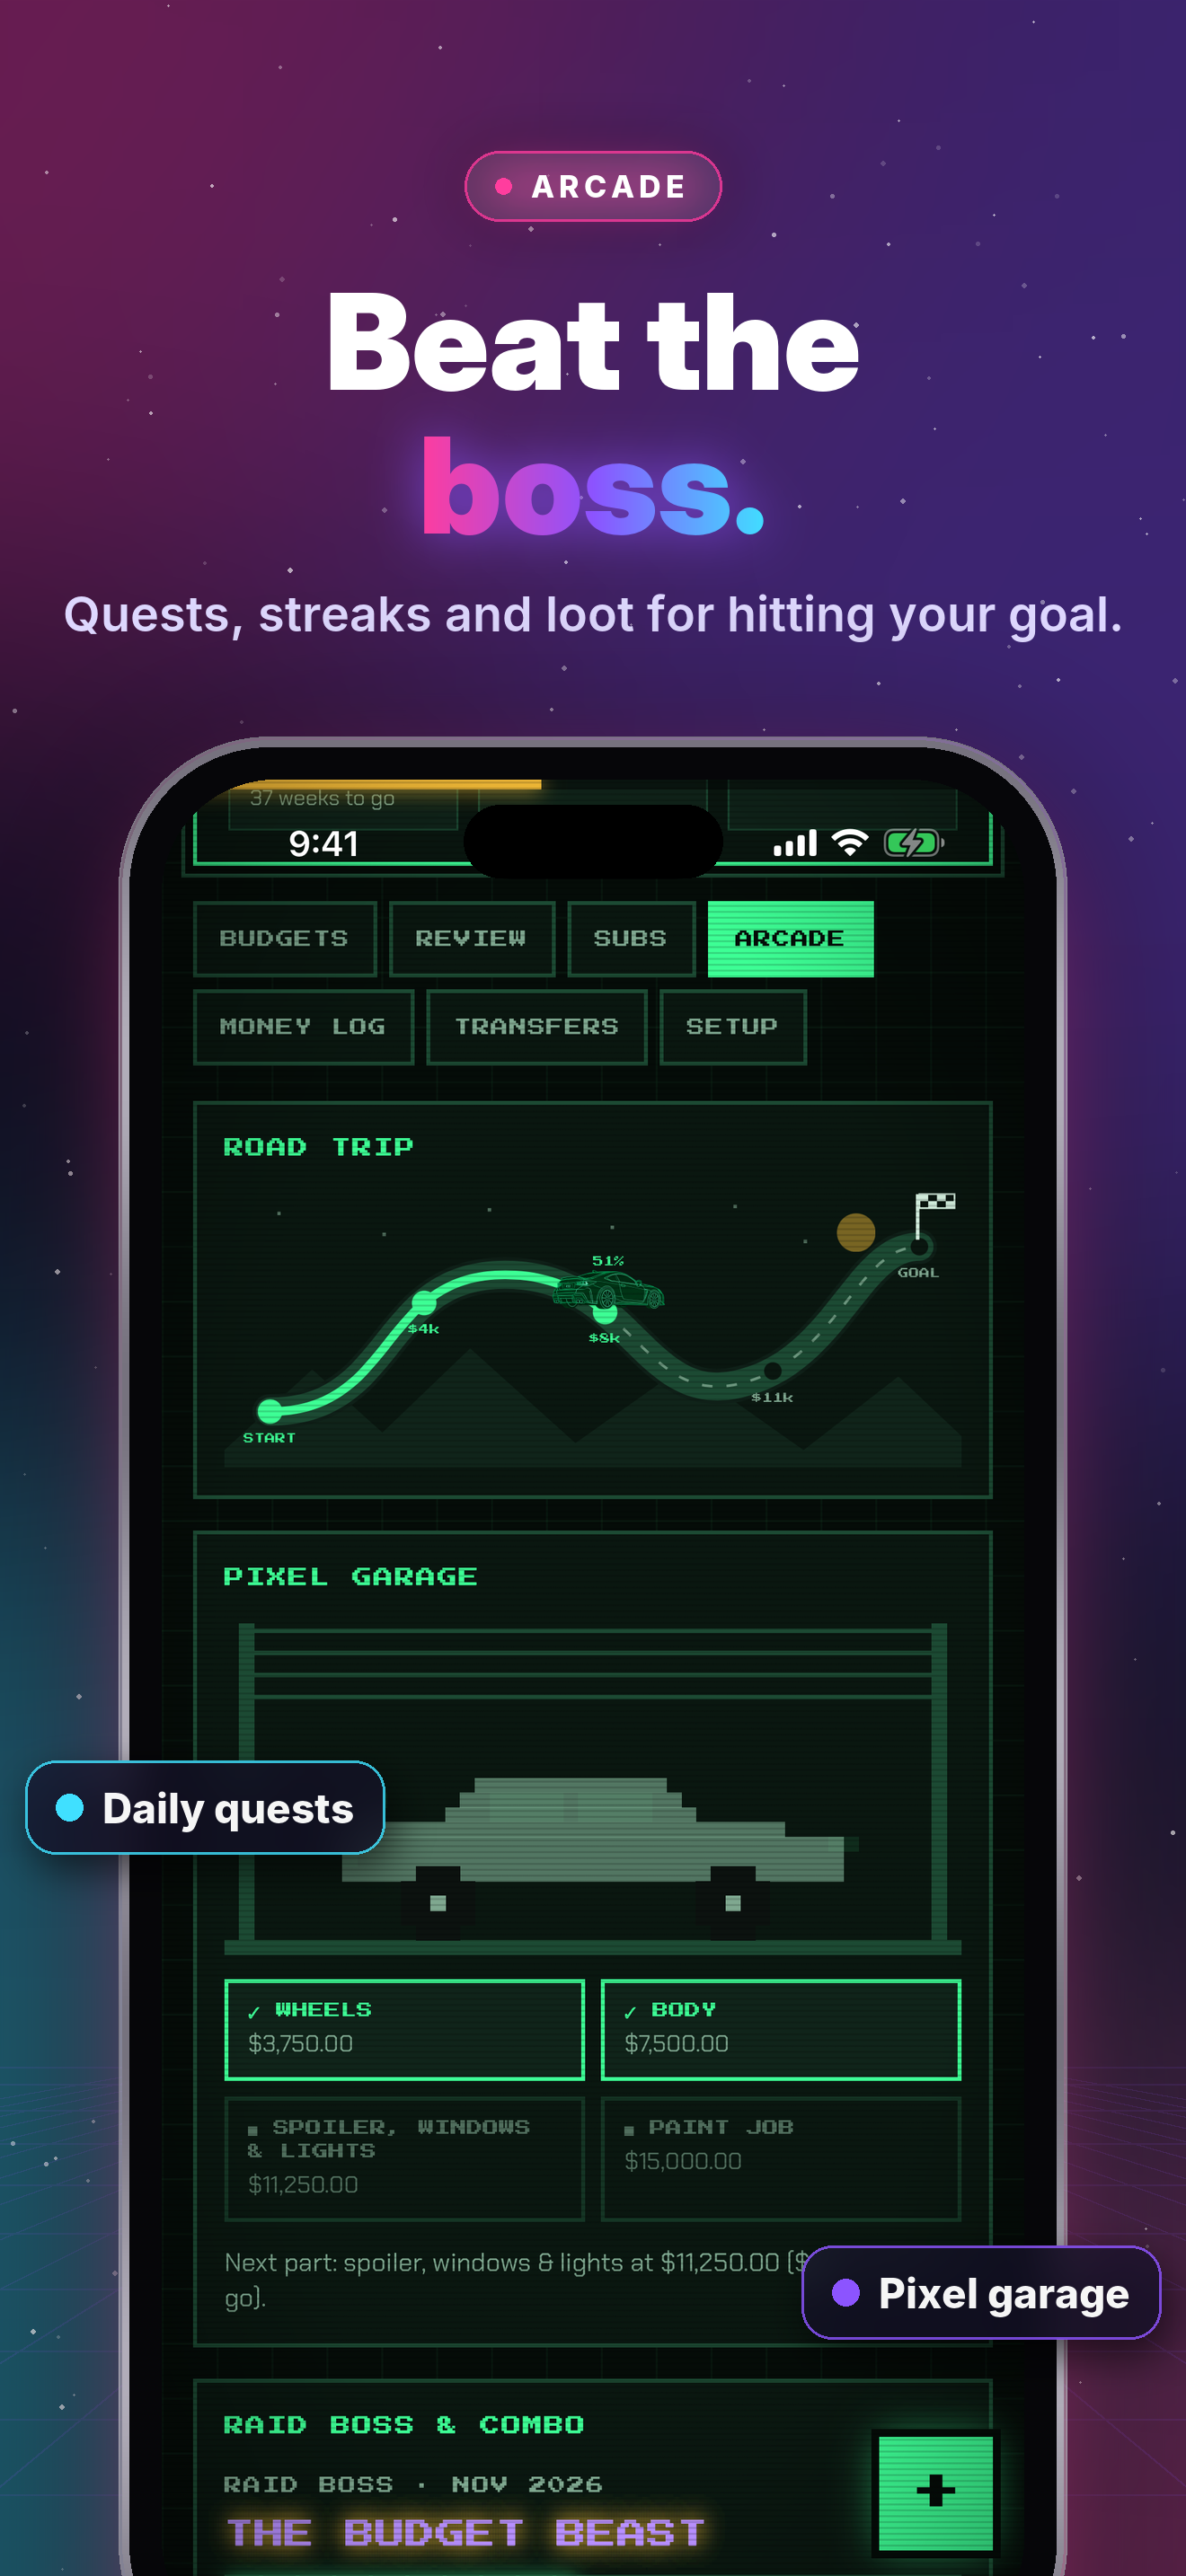 ARCADE
Beat the
boss.
Quests, streaks and loot for hitting your goal.
37 weeks to go
9:41
BUDGETS REVIEW SUBS ARCADE
MONEY LOG TRANSFERS SETUP
ROAD TRIP
51%
GOAL
$4k
$8k
$11k
START
PIXEL GARAGE
Daily quests
✓ WHEELS
$3,750.00
✓ BODY
$7,500.00
■ SPOILER, WINDOWS
& LIGHTS
$11,250.00
■ PAINT JOB
$15,000.00
Next part: spoiler, windows & lights at $11,250.00 ($
go).
Pixel garage
RAID BOSS & COMBO
RAID BOSS · NOV 2026
+
THE BUDGET BEAST